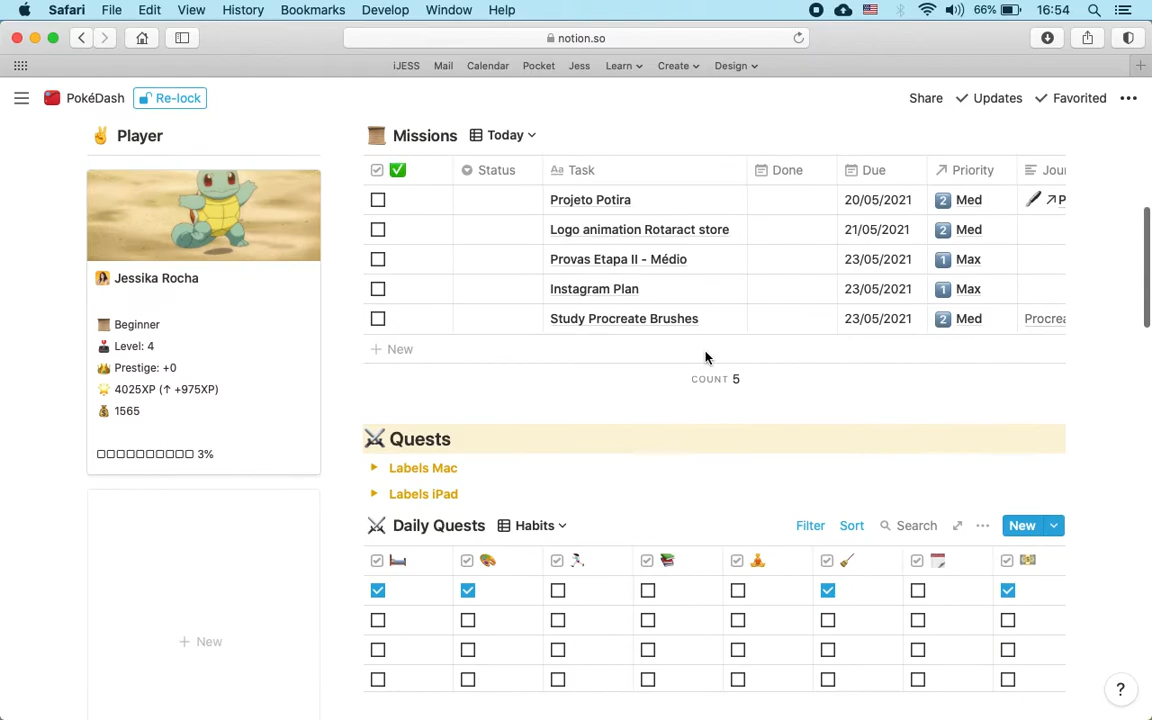 Safari File Edit View History Bookmarks Develop Window Help 66% 16:54
notion.so
iJESS Mail Calendar Pocket Jess Learn Create Design
PokéDash Re-lock Share Updates Favorited
Player
Jessika Rocha
Beginner
Level: 4
Prestige: +0
4025XP (↑ +975XP)
1565
3%
+ New
Missions Today
Status Aa Task Done Due Priority Jou
Projeto Potira 20/05/2021 2 Med ↗P
Logo animation Rotaract store 21/05/2021 2 Med
Provas Etapa II - Médio 23/05/2021 1 Max
Instagram Plan 23/05/2021 1 Max
Study Procreate Brushes 23/05/2021 2 Med Procrea
+ New
COUNT 5
Quests
Labels Mac
Labels iPad
Daily Quests Habits Filter Sort Search New
?